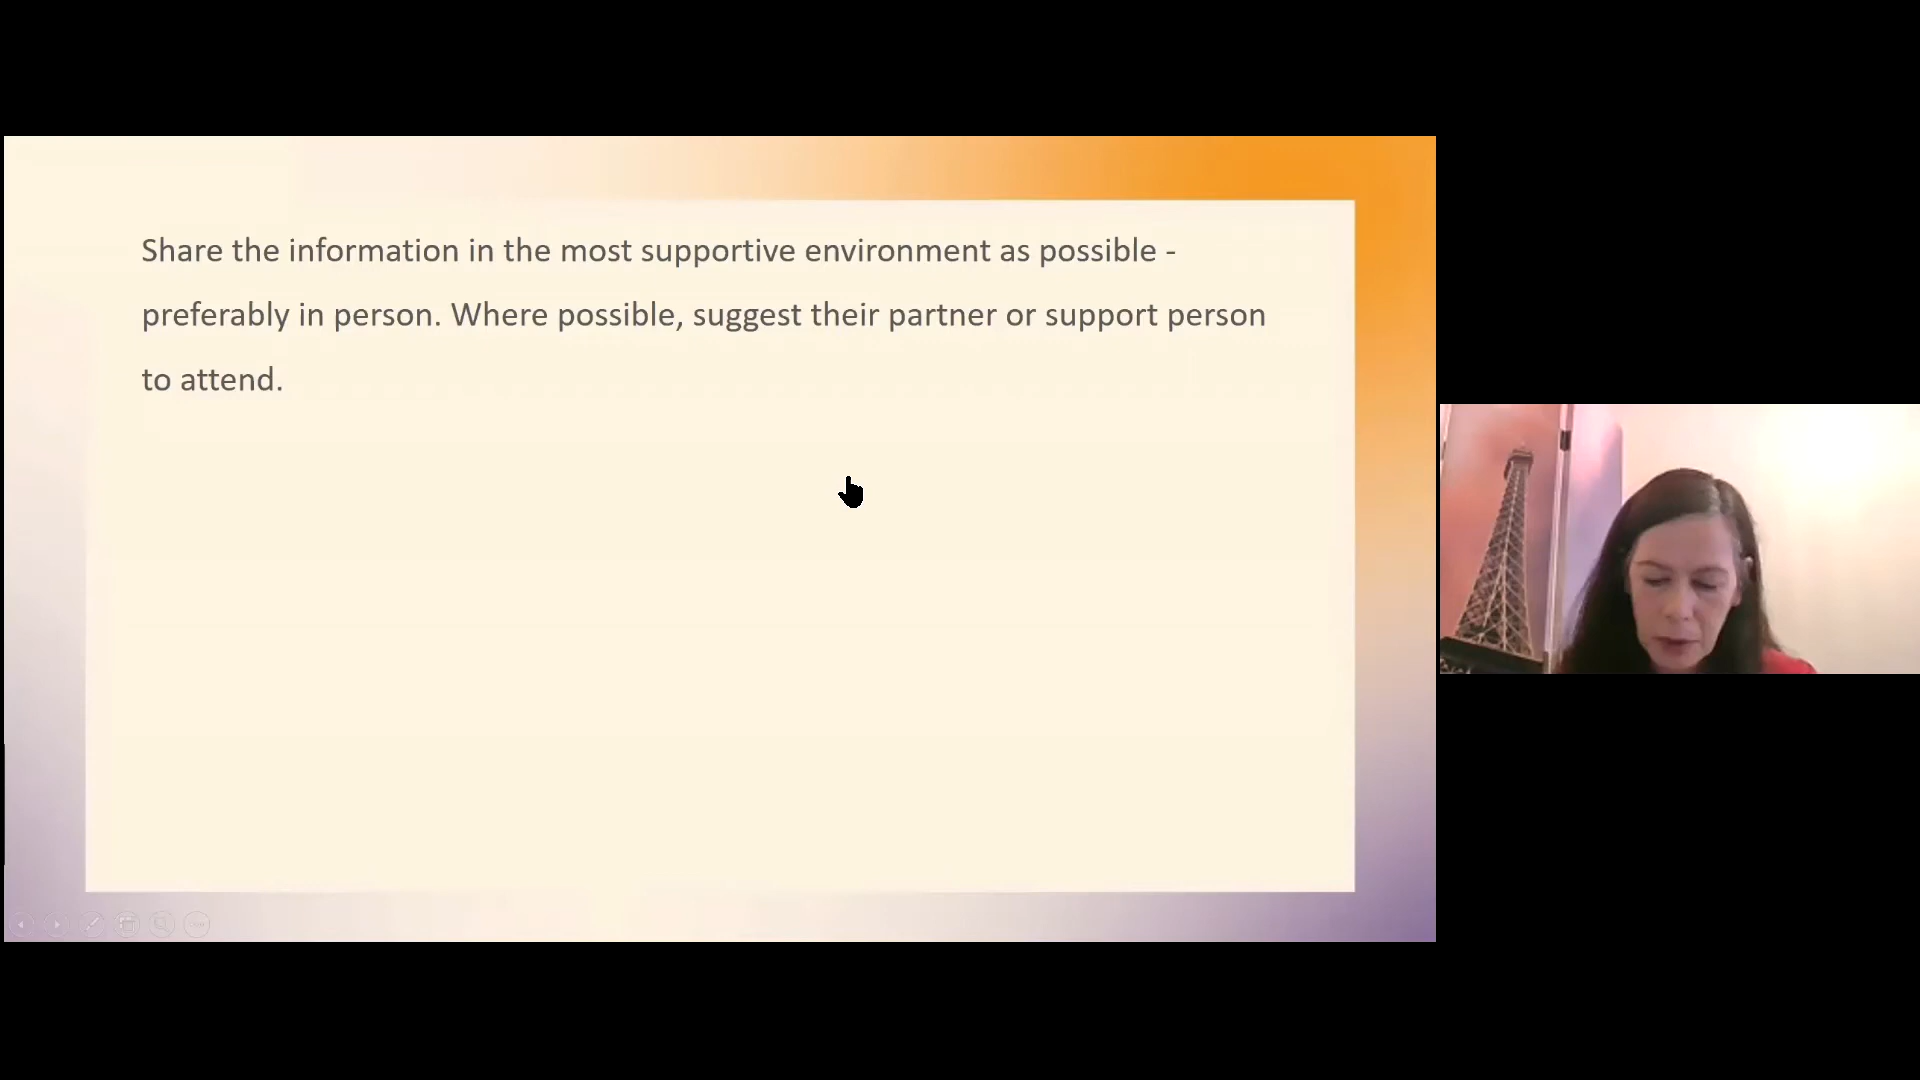 Share the information in the most supportive environment as possible -
preferably in person. Where possible, suggest their partner or support person
to attend.